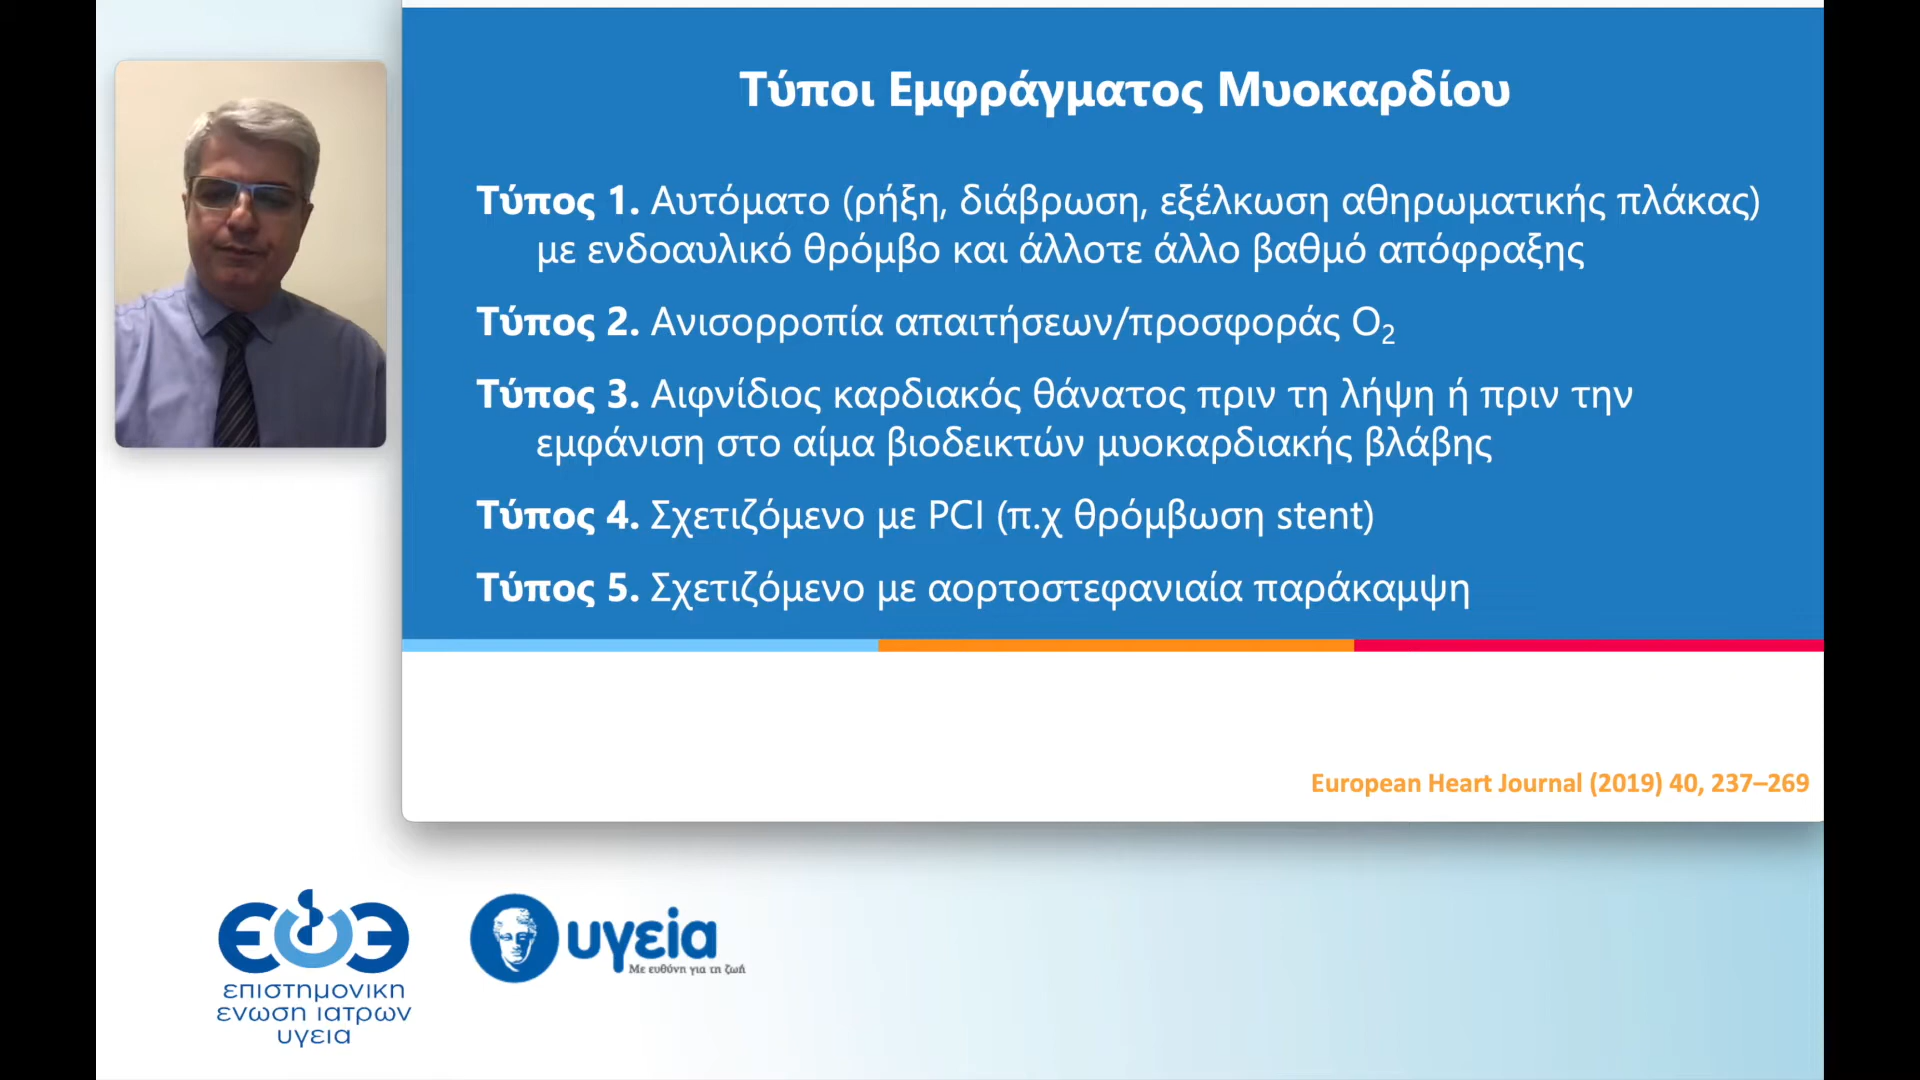 Τύποι Εμφράγματος Μυοκαρδίου
Τύπος 1. Αυτόματο (ρήξη, διάβρωση, εξέλκωση αθηρωματικής πλάκας)
με ενδοαυλικό θρόμβο και άλλοτε άλλο βαθμό απόφραξης
Τύπος 2. Ανισορροπία απαιτήσεων/προσφοράς O₂
Τύπος 3. Αιφνίδιος καρδιακός θάνατος πριν τη λήψη ή πριν την
εμφάνιση στο αίμα βιοδεικτών μυοκαρδιακής βλάβης
Τύπος 4. Σχετιζόμενο με PCI (π.χ θρόμβωση stent)
Τύπος 5. Σχετιζόμενο με αορτοστεφανιαία παράκαμψη
European Heart Journal (2019) 40, 237–269
επιστημονικη
ενωση ιατρων
υγεια
υγεία
Με ευθύνη για τη ζωή